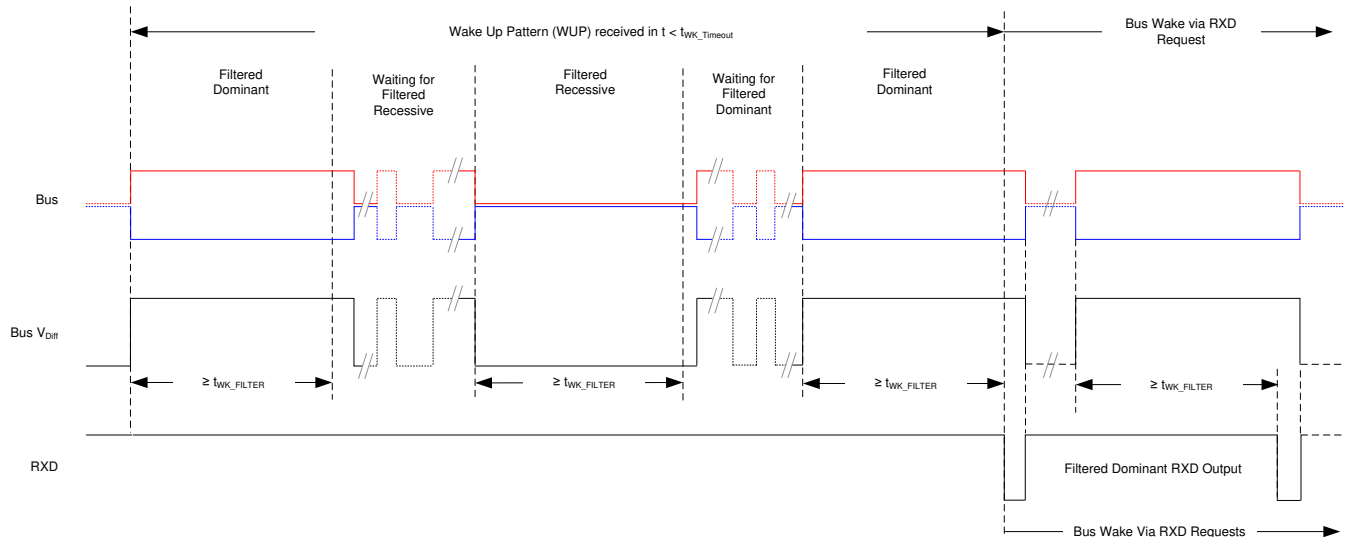 Wake Up Pattern (WUP) received in t < tWK_Timeout
Bus Wake via RXD
Request
Filtered
Dominant
Waiting for
Filtered
Recessive
Filtered
Recessive
Waiting for
Filtered
Dominant
Filtered
Dominant
Bus
Bus VDiff
≥ tWK_FILTER
≥ tWK_FILTER
≥ tWK_FILTER
≥ tWK_FILTER
RXD
Filtered Dominant RXD Output
Bus Wake Via RXD Requests